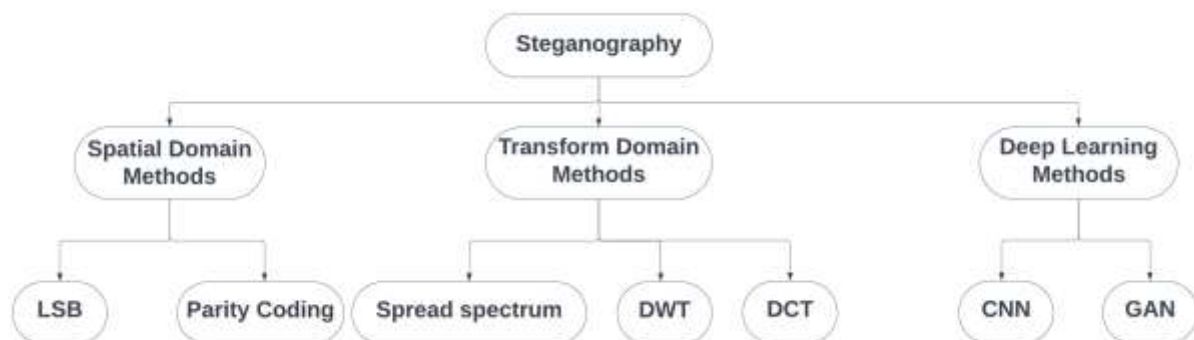 Steganography
Spatial Domain
Methods
Transform Domain
Methods
Deep Learning
Methods
LSB
Parity Coding
Spread spectrum
DWT
DCT
CNN
GAN